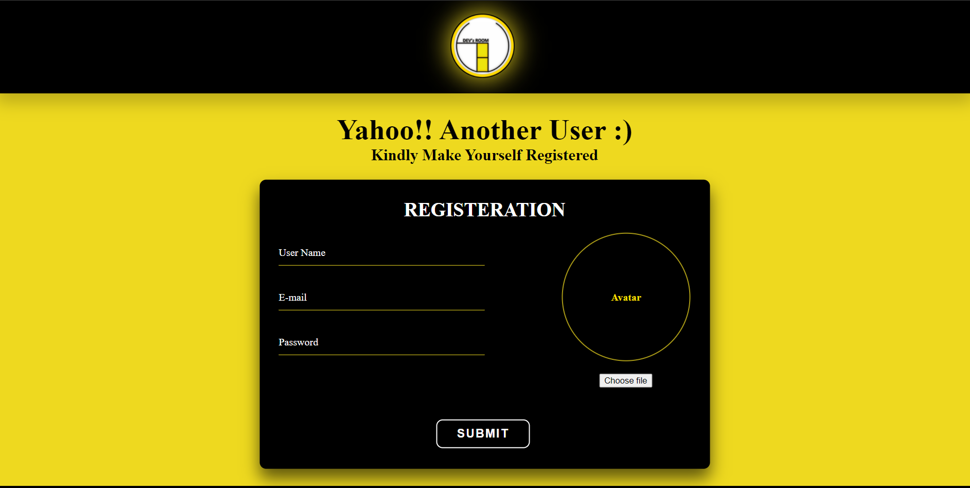 DEV's ROOM
Yahoo!! Another User :)
Kindly Make Yourself Registered
REGISTERATION
User Name
E-mail
Avatar
Password
Choose file
SUBMIT